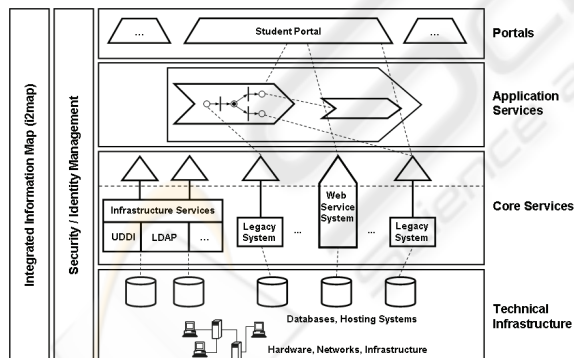 Integrated Information Map (i2map)
Security / Identity Management
...
Student Portal
...
Portals
Application
Services
Infrastructure Services
UDDI
LDAP
...
Legacy
System
...
Web
Service
System
...
Legacy
System
Core Services
Databases, Hosting Systems
Hardware, Networks, Infrastructure
Technical
Infrastructure